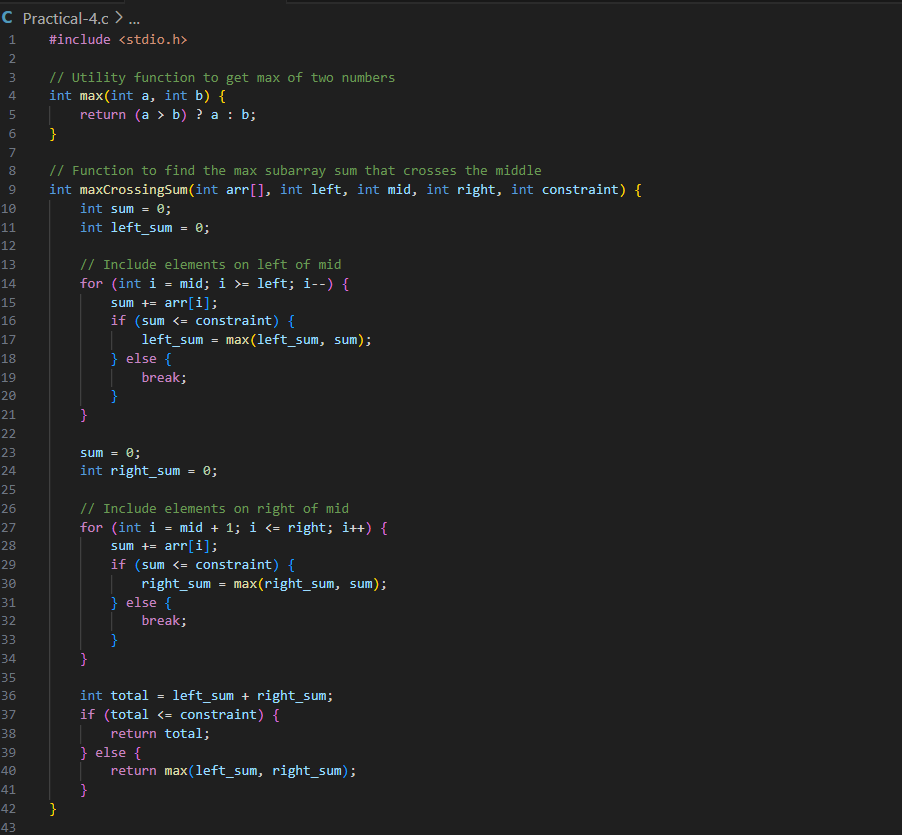 C Practical-4.c > ...
1 #include <stdio.h>
2
3 // Utility function to get max of two numbers
4 int max(int a, int b) {
5     return (a > b) ? a : b;
6 }
7
8 // Function to find the max subarray sum that crosses the middle
9 int maxCrossingSum(int arr[], int left, int mid, int right, int constraint) {
10     int sum = 0;
11     int left_sum = 0;
12
13     // Include elements on left of mid
14     for (int i = mid; i >= left; i--) {
15         sum += arr[i];
16         if (sum <= constraint) {
17             left_sum = max(left_sum, sum);
18         } else {
19             break;
20         }
21     }
22
23     sum = 0;
24     int right_sum = 0;
25
26     // Include elements on right of mid
27     for (int i = mid + 1; i <= right; i++) {
28         sum += arr[i];
29         if (sum <= constraint) {
30             right_sum = max(right_sum, sum);
31         } else {
32             break;
33         }
34     }
35
36     int total = left_sum + right_sum;
37     if (total <= constraint) {
38         return total;
39     } else {
40         return max(left_sum, right_sum);
41     }
42 }
43